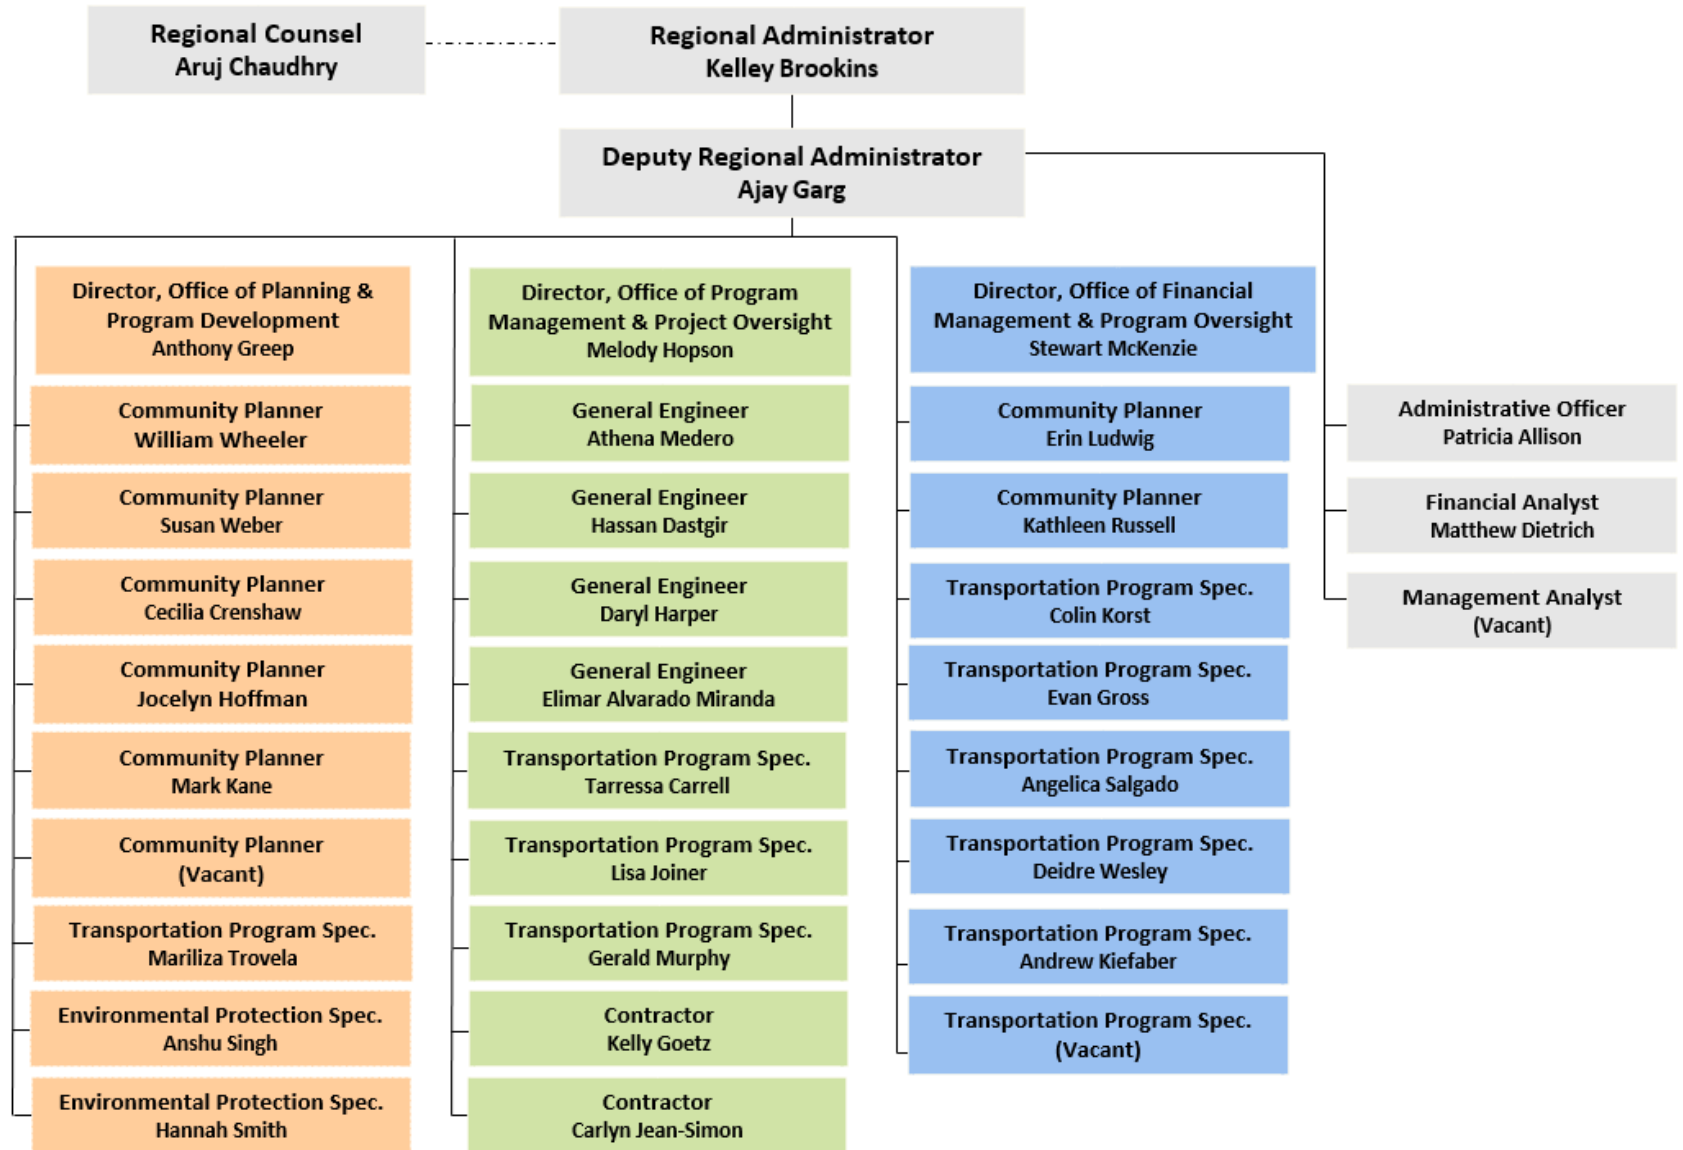 Regional Counsel
Aruj Chaudhry
Regional Administrator
Kelley Brookins
Deputy Regional Administrator
Ajay Garg
Director, Office of Planning &
Program Development
Anthony Greep
Community Planner
William Wheeler
Community Planner
Susan Weber
Community Planner
Cecilia Crenshaw
Community Planner
Jocelyn Hoffman
Community Planner
Mark Kane
Community Planner
(Vacant)
Transportation Program Spec.
Mariliza Trovela
Environmental Protection Spec.
Anshu Singh
Environmental Protection Spec.
Hannah Smith
Director, Office of Program
Management & Project Oversight
Melody Hopson
General Engineer
Athena Medero
General Engineer
Hassan Dastgir
General Engineer
Daryl Harper
General Engineer
Elimar Alvarado Miranda
Transportation Program Spec.
Tarressa Carrell
Transportation Program Spec.
Lisa Joiner
Transportation Program Spec.
Gerald Murphy
Contractor
Kelly Goetz
Contractor
Carlyn Jean-Simon
Director, Office of Financial
Management & Program Oversight
Stewart McKenzie
Community Planner
Erin Ludwig
Community Planner
Kathleen Russell
Transportation Program Spec.
Colin Korst
Transportation Program Spec.
Evan Gross
Transportation Program Spec.
Angelica Salgado
Transportation Program Spec.
Deidre Wesley
Transportation Program Spec.
Andrew Kiefaber
Transportation Program Spec.
(Vacant)
Administrative Officer
Patricia Allison
Financial Analyst
Matthew Dietrich
Management Analyst
(Vacant)